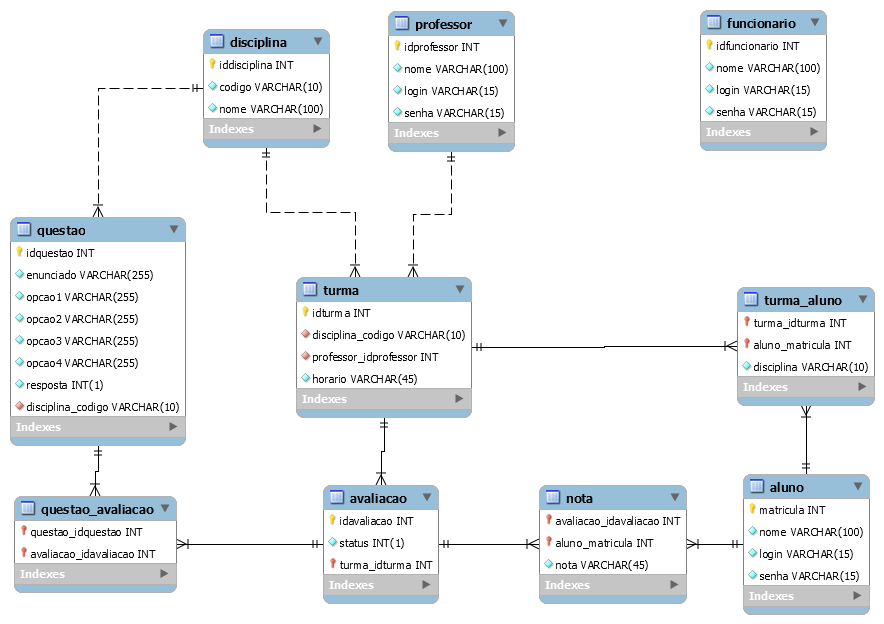 disciplina
iddisciplina INT
codigo VARCHAR(10)
nome VARCHAR(100)
Indexes
professor
idprofessor INT
nome VARCHAR(100)
login VARCHAR(15)
senha VARCHAR(15)
Indexes
funcionario
idfuncionario INT
nome VARCHAR(100)
login VARCHAR(15)
senha VARCHAR(15)
Indexes
questao
idquestao INT
enunciado VARCHAR(255)
opcao1 VARCHAR(255)
opcao2 VARCHAR(255)
opcao3 VARCHAR(255)
opcao4 VARCHAR(255)
resposta INT(1)
disciplina_codigo VARCHAR(10)
Indexes
turma
idturma INT
disciplina_codigo VARCHAR(10)
professor_idprofessor INT
horario VARCHAR(45)
Indexes
turma_aluno
turma_idturma INT
aluno_matricula INT
disciplina VARCHAR(10)
Indexes
questao_avaliacao
questao_idquestao INT
avaliacao_idavaliacao INT
Indexes
avaliacao
idavaliacao INT
status INT(1)
turma_idturma INT
Indexes
nota
avaliacao_idavaliacao INT
aluno_matricula INT
nota VARCHAR(45)
Indexes
aluno
matricula INT
nome VARCHAR(100)
login VARCHAR(15)
senha VARCHAR(15)
Indexes